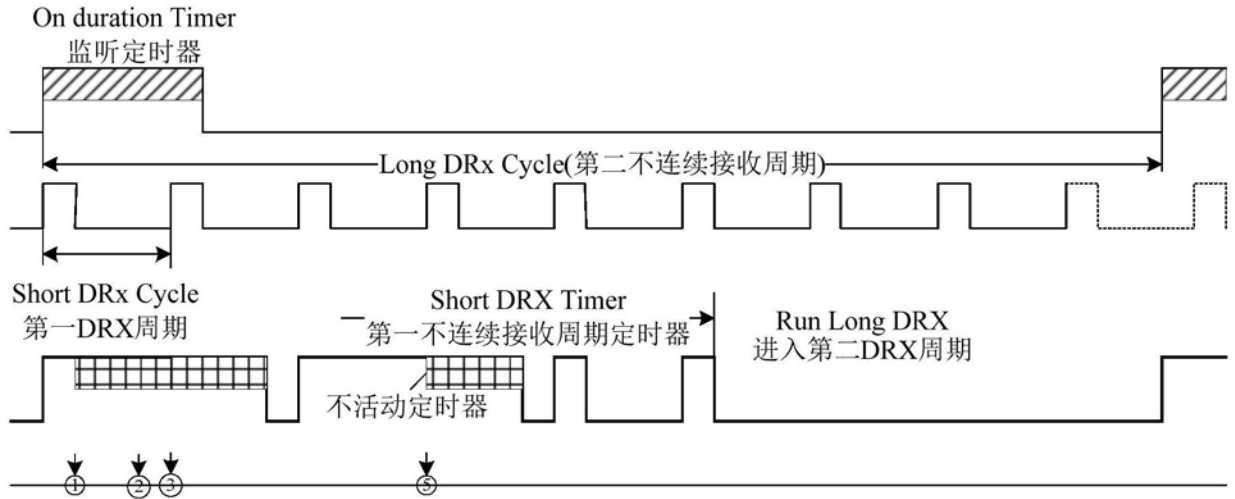 On duration Timer
监听定时器
Long DRx Cycle(第二不连续接收周期)
Short DRx Cycle
第一DRX周期
Short DRX Timer
第一不连续接收周期定时器
Run Long DRX
进入第二DRX周期
不活动定时器
① ② ③ ⑤